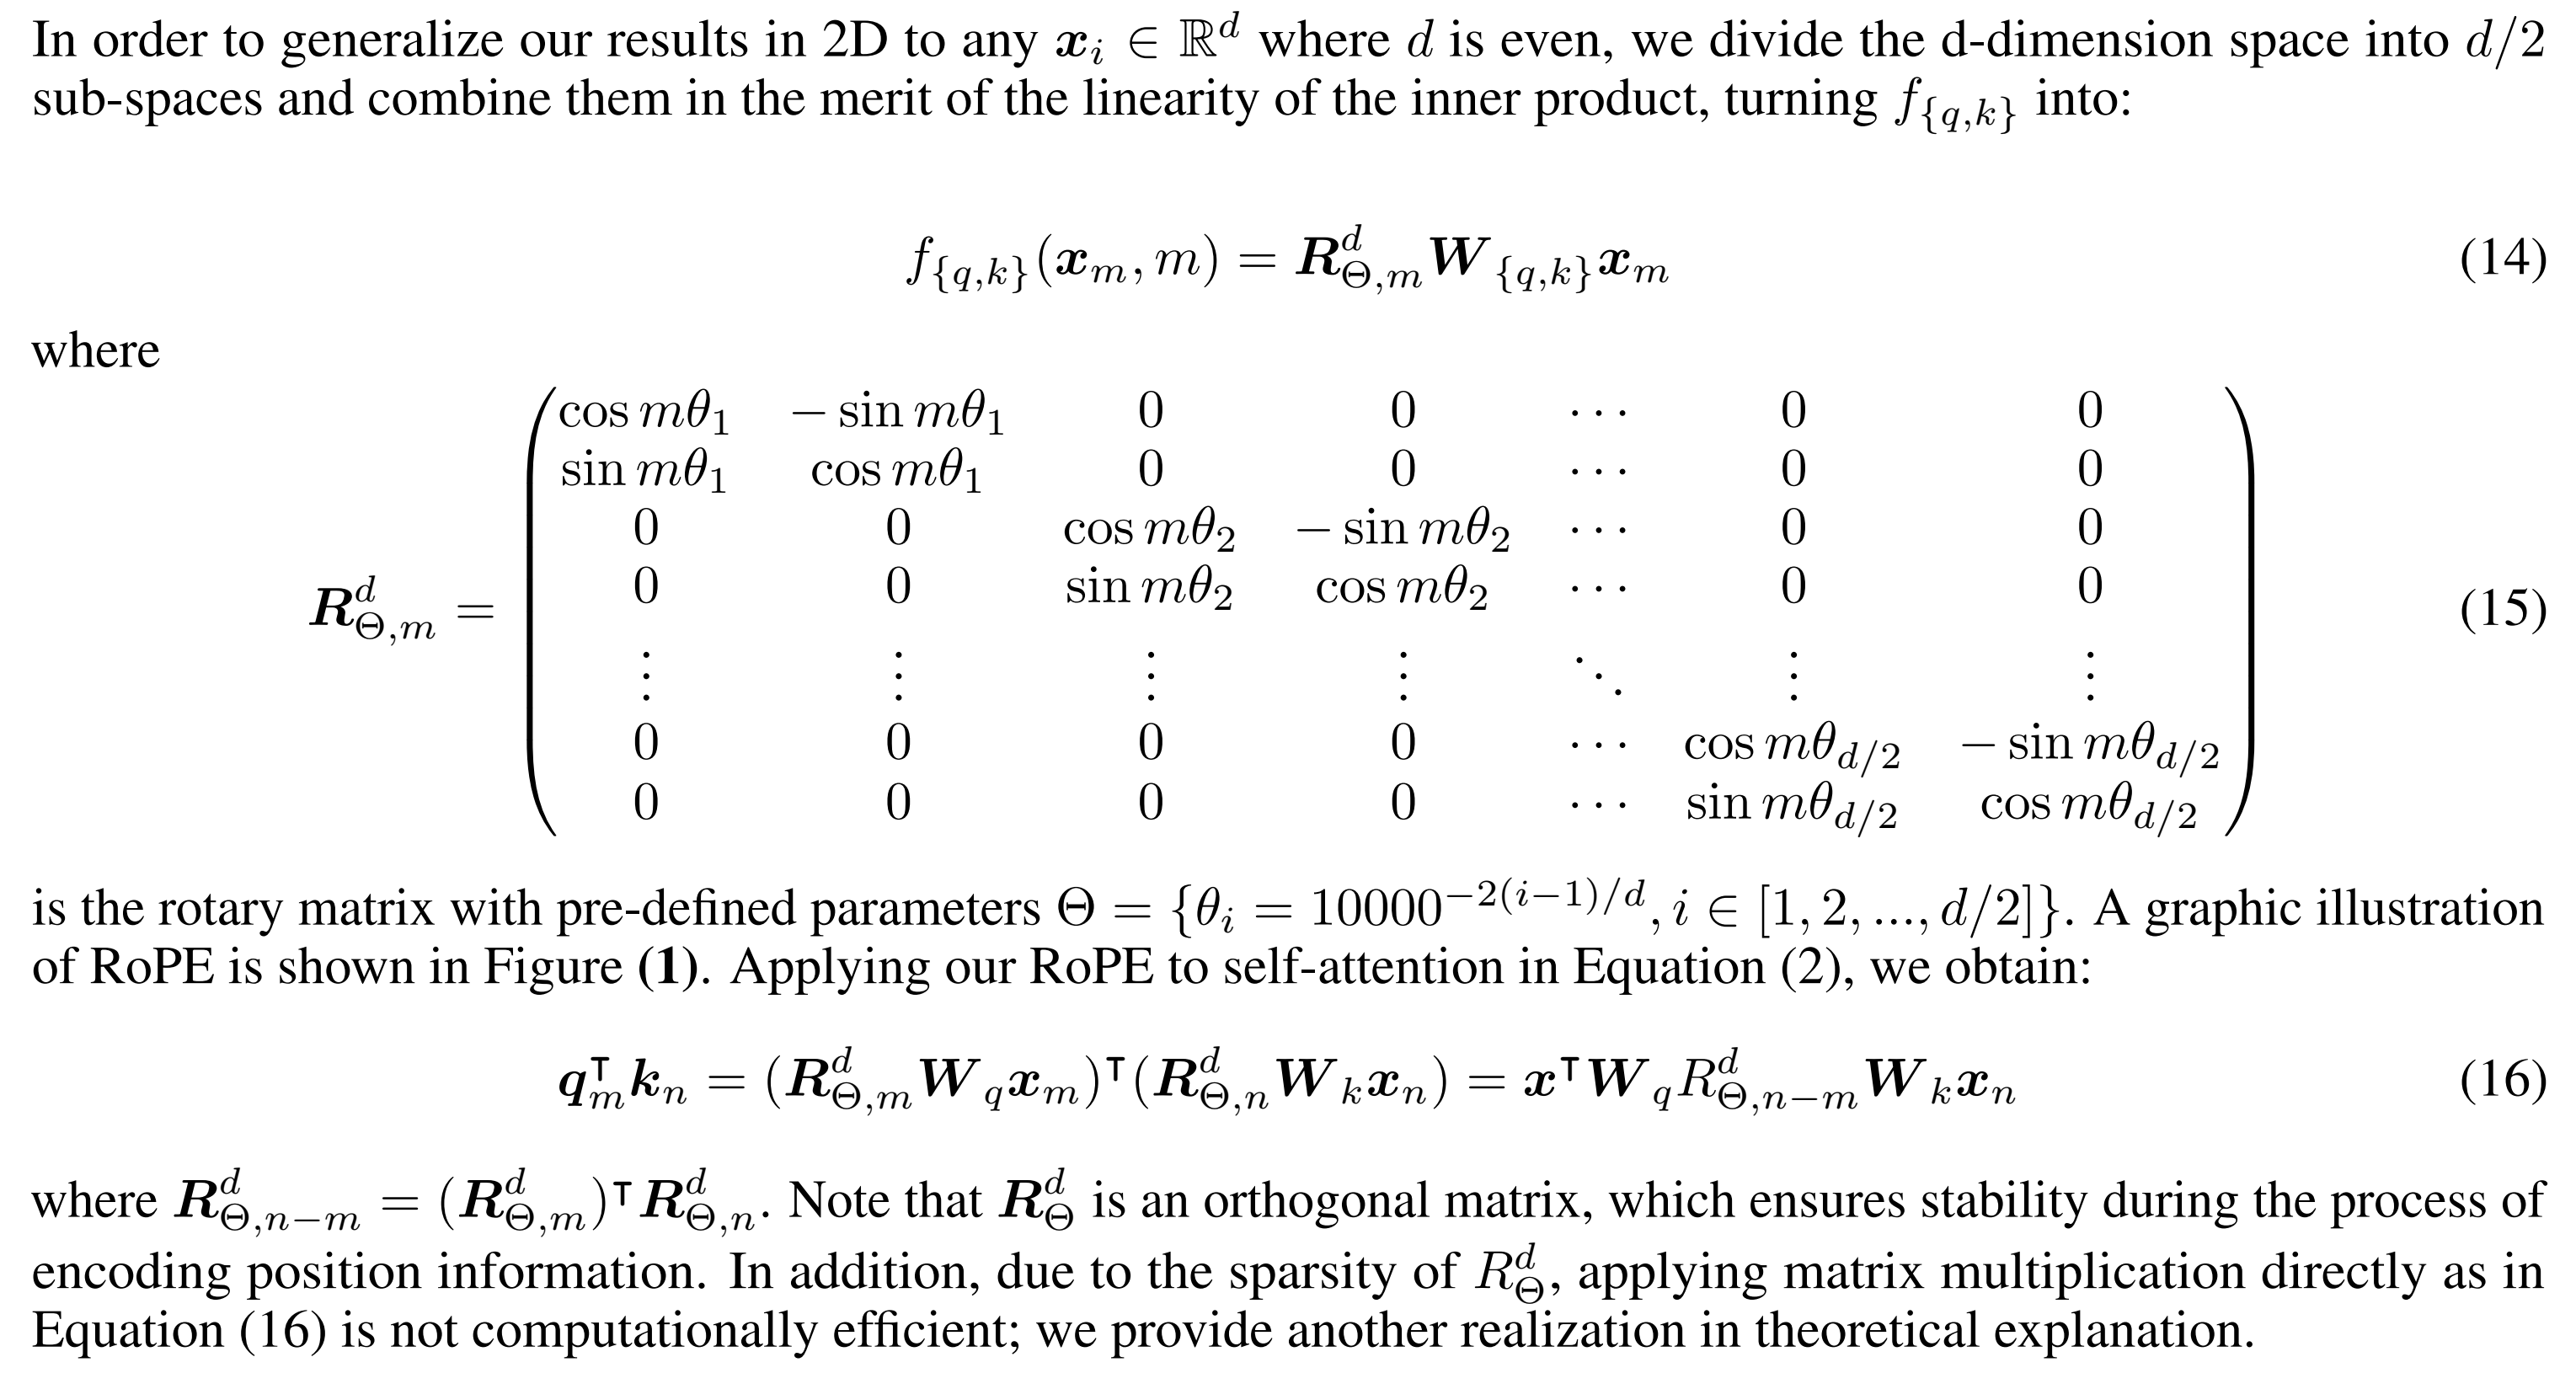 In order to generalize our results in 2D to any $\boldsymbol{x}_i \in \mathbb{R}^d$ where $d$ is even, we divide the d-dimension space into $d/2$
sub-spaces and combine them in the merit of the linearity of the inner product, turning $f_{\{q,k\}}$ into:
$f_{\{q,k\}}(\boldsymbol{x}_m, m) = \boldsymbol{R}^d_{\Theta,m} \boldsymbol{W}_{\{q,k\}} \boldsymbol{x}_m$ (14)
where
$\boldsymbol{R}^d_{\Theta,m} = \begin{pmatrix} \cos m\theta_1 & -\sin m\theta_1 & 0 & 0 & \cdots & 0 & 0 \\ \sin m\theta_1 & \cos m\theta_1 & 0 & 0 & \cdots & 0 & 0 \\ 0 & 0 & \cos m\theta_2 & -\sin m\theta_2 & \cdots & 0 & 0 \\ 0 & 0 & \sin m\theta_2 & \cos m\theta_2 & \cdots & 0 & 0 \\ \vdots & \vdots & \vdots & \vdots & \ddots & \vdots & \vdots \\ 0 & 0 & 0 & 0 & \cdots & \cos m\theta_{d/2} & -\sin m\theta_{d/2} \\ 0 & 0 & 0 & 0 & \cdots & \sin m\theta_{d/2} & \cos m\theta_{d/2} \end{pmatrix}$ (15)
is the rotary matrix with pre-defined parameters $\Theta = \{\theta_i = 10000^{-2(i-1)/d}, i \in [1, 2, ..., d/2]\}$. A graphic illustration
of RoPE is shown in Figure (1). Applying our RoPE to self-attention in Equation (2), we obtain:
$\boldsymbol{q}_m^\intercal \boldsymbol{k}_n = (\boldsymbol{R}^d_{\Theta,m} \boldsymbol{W}_q \boldsymbol{x}_m)^\intercal (\boldsymbol{R}^d_{\Theta,n} \boldsymbol{W}_k \boldsymbol{x}_n) = \boldsymbol{x}^\intercal \boldsymbol{W}_q R^d_{\Theta,n-m} \boldsymbol{W}_k \boldsymbol{x}_n$ (16)
where $\boldsymbol{R}^d_{\Theta,n-m} = (\boldsymbol{R}^d_{\Theta,m})^\intercal \boldsymbol{R}^d_{\Theta,n}$. Note that $\boldsymbol{R}^d_\Theta$ is an orthogonal matrix, which ensures stability during the process of
encoding position information. In addition, due to the sparsity of $R^d_\Theta$, applying matrix multiplication directly as in
Equation (16) is not computationally efficient; we provide another realization in theoretical explanation.